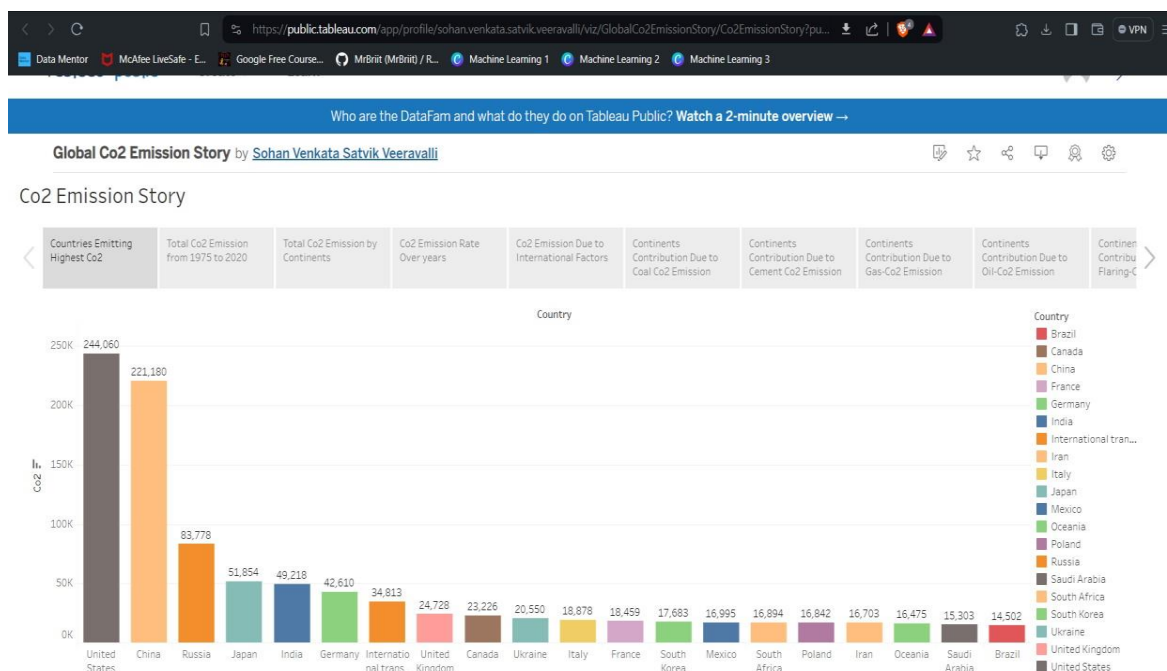 https://public.tableau.com/app/profile/sohan.venkata.satvik.veeravalli/viz/GlobalCo2EmissionStory/Co2EmissionStory?pu...
VPN
Data Mentor
McAfee LiveSafe - E...
Google Free Course...
MrBriit (MrBriit) / R...
Machine Learning 1
Machine Learning 2
Machine Learning 3
Who are the DataFam and what do they do on Tableau Public? Watch a 2-minute overview →
Global Co2 Emission Story by Sohan Venkata Satvik Veeravalli
Co2 Emission Story
Countries Emitting
Highest Co2
Total Co2 Emission
from 1975 to 2020
Total Co2 Emission by
Continents
Co2 Emission Rate
Over years
Co2 Emission Due to
International Factors
Continents
Contribution Due to
Coal Co2 Emission
Continents
Contribution Due to
Cement Co2 Emission
Continents
Contribution Due to
Gas-Co2 Emission
Continents
Contribution Due to
Oil-Co2 Emission
Continen
Contribu
Flaring-C
Country
250K
200K
150K
100K
50K
0K
Co2
244,060
221,180
83,778
51,854
49,218
42,610
34,813
24,728
23,226
20,550
18,878
18,459
17,683
16,995
16,894
16,842
16,703
16,475
15,303
14,502
United
States
China
Russia
Japan
India
Germany
Internatio
nal trans
United
Kingdom
Canada
Ukraine
Italy
France
South
Korea
Mexico
South
Africa
Poland
Iran
Oceania
Saudi
Arabia
Brazil
Country
Brazil
Canada
China
France
Germany
India
International tran...
Iran
Italy
Japan
Mexico
Oceania
Poland
Russia
Saudi Arabia
South Africa
South Korea
Ukraine
United Kingdom
United States